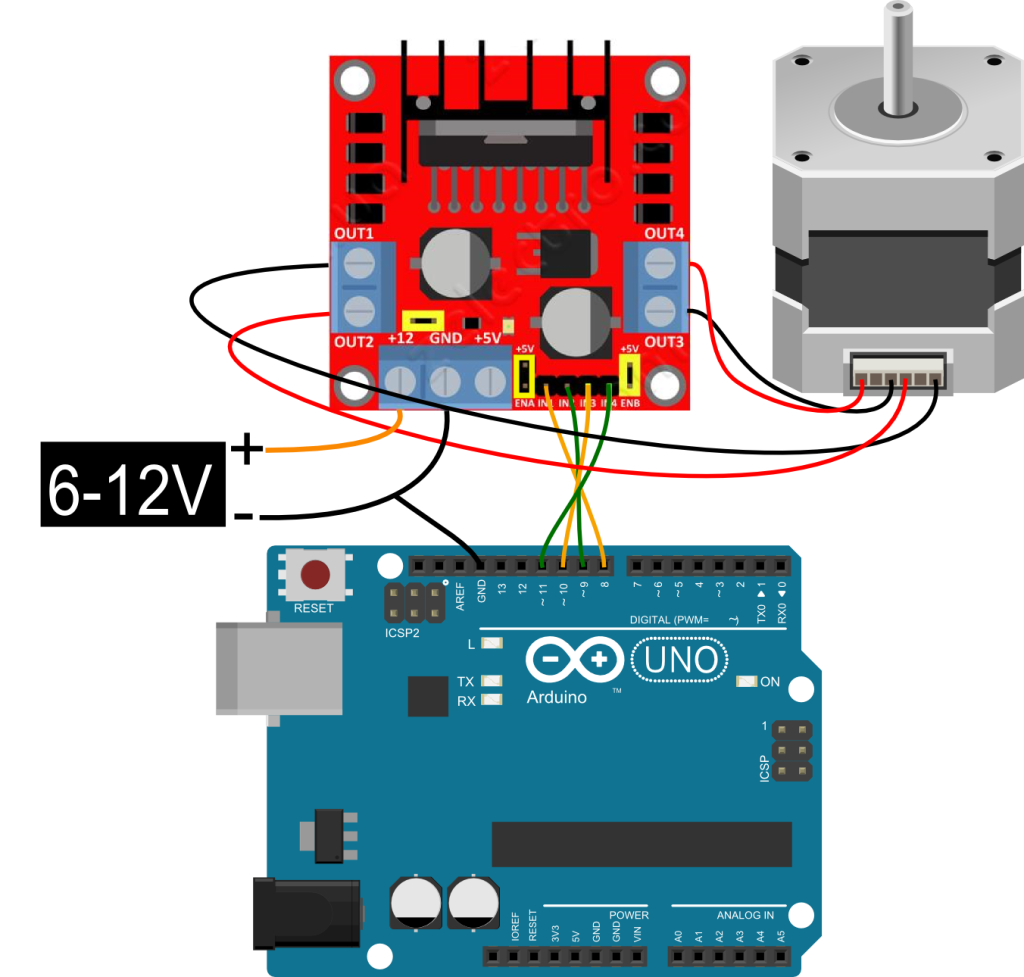 OUT1
OUT4
OUT2
+12 GND +5V
OUT3
+5V
+5V
ENA IN1 IN2 IN3 IN4 ENB
+
6-12V
-
RESET
ICSP2
AREF
GND
13
12
~11
~10
~9
8
7
~6
~5
4
~3
2
TX0 ▶ 1
RX0 ◀ 0
DIGITAL (PWM= ~)
L
TX
RX
UNO
ON
Arduino
TM
1
ICSP
POWER
ANALOG IN
IOREF
RESET
3V3
5V
GND
GND
VIN
A0
A1
A2
A3
A4
A5